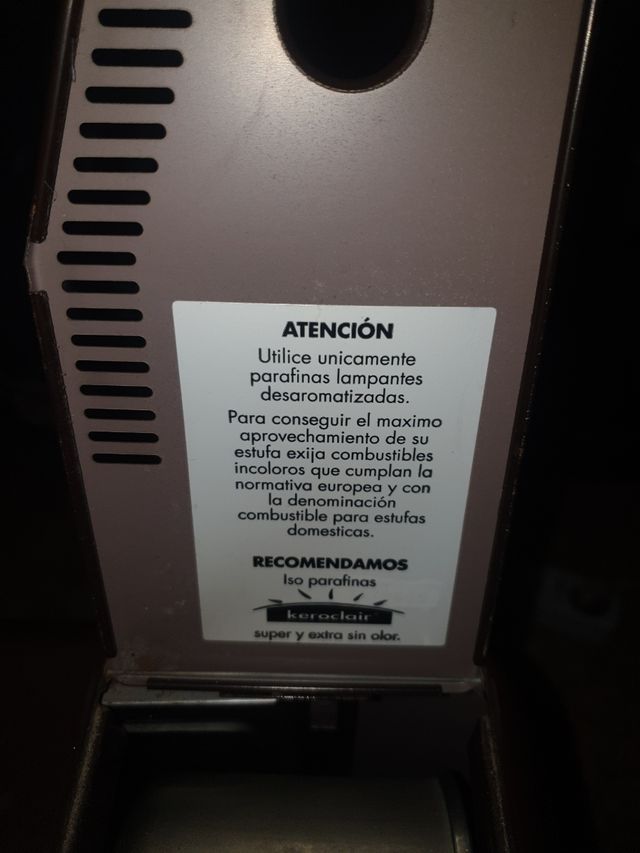 ATENCIÓN
Utilice unicamente
parafinas lampantes
desaromatizadas.
Para conseguir el maximo
aprovechamiento de su
estufa exija combustibles
incoloros que cumplan la
normativa europea y con
la denominación
combustible para estufas
domesticas.
RECOMENDAMOS
Iso parafinas
keroclair
super y extra sin olor.